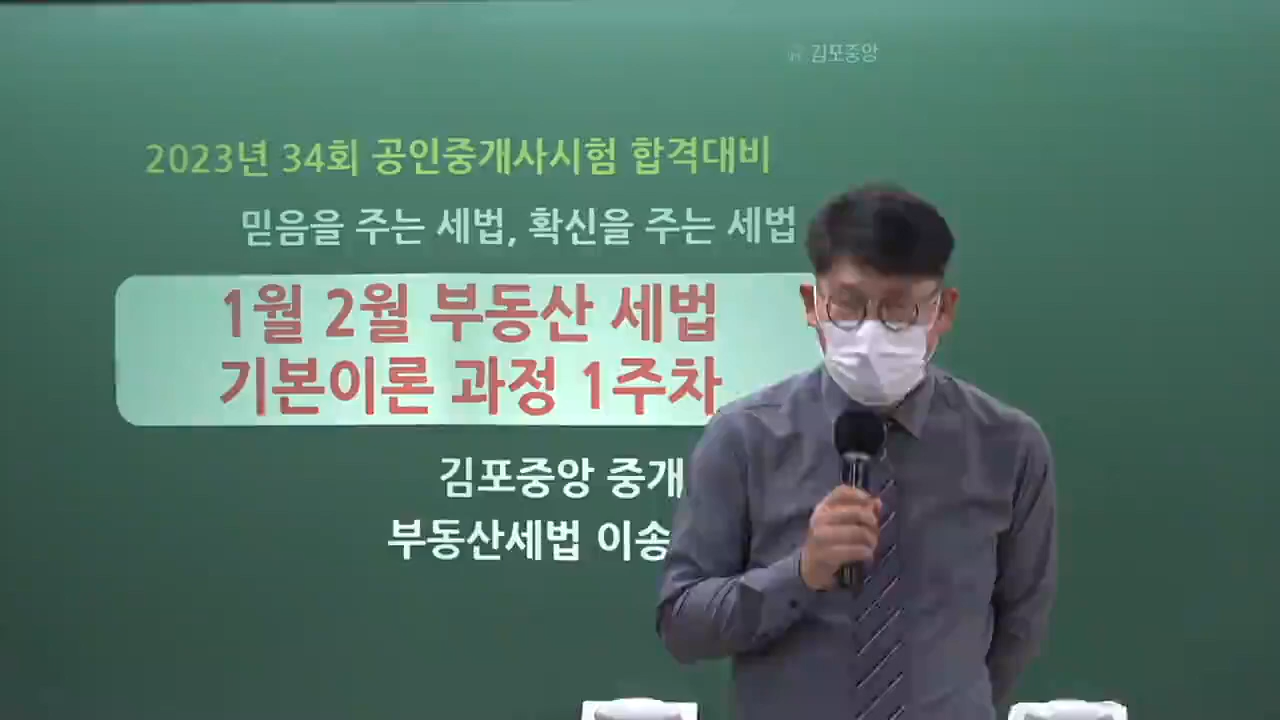 김포중앙
2023년 34회 공인중개사시험 합격대비
믿음을 주는 세법, 확신을 주는 세법
1월 2월 부동산 세법
기본이론 과정 1주차
김포중앙 중개
부동산세법 이송